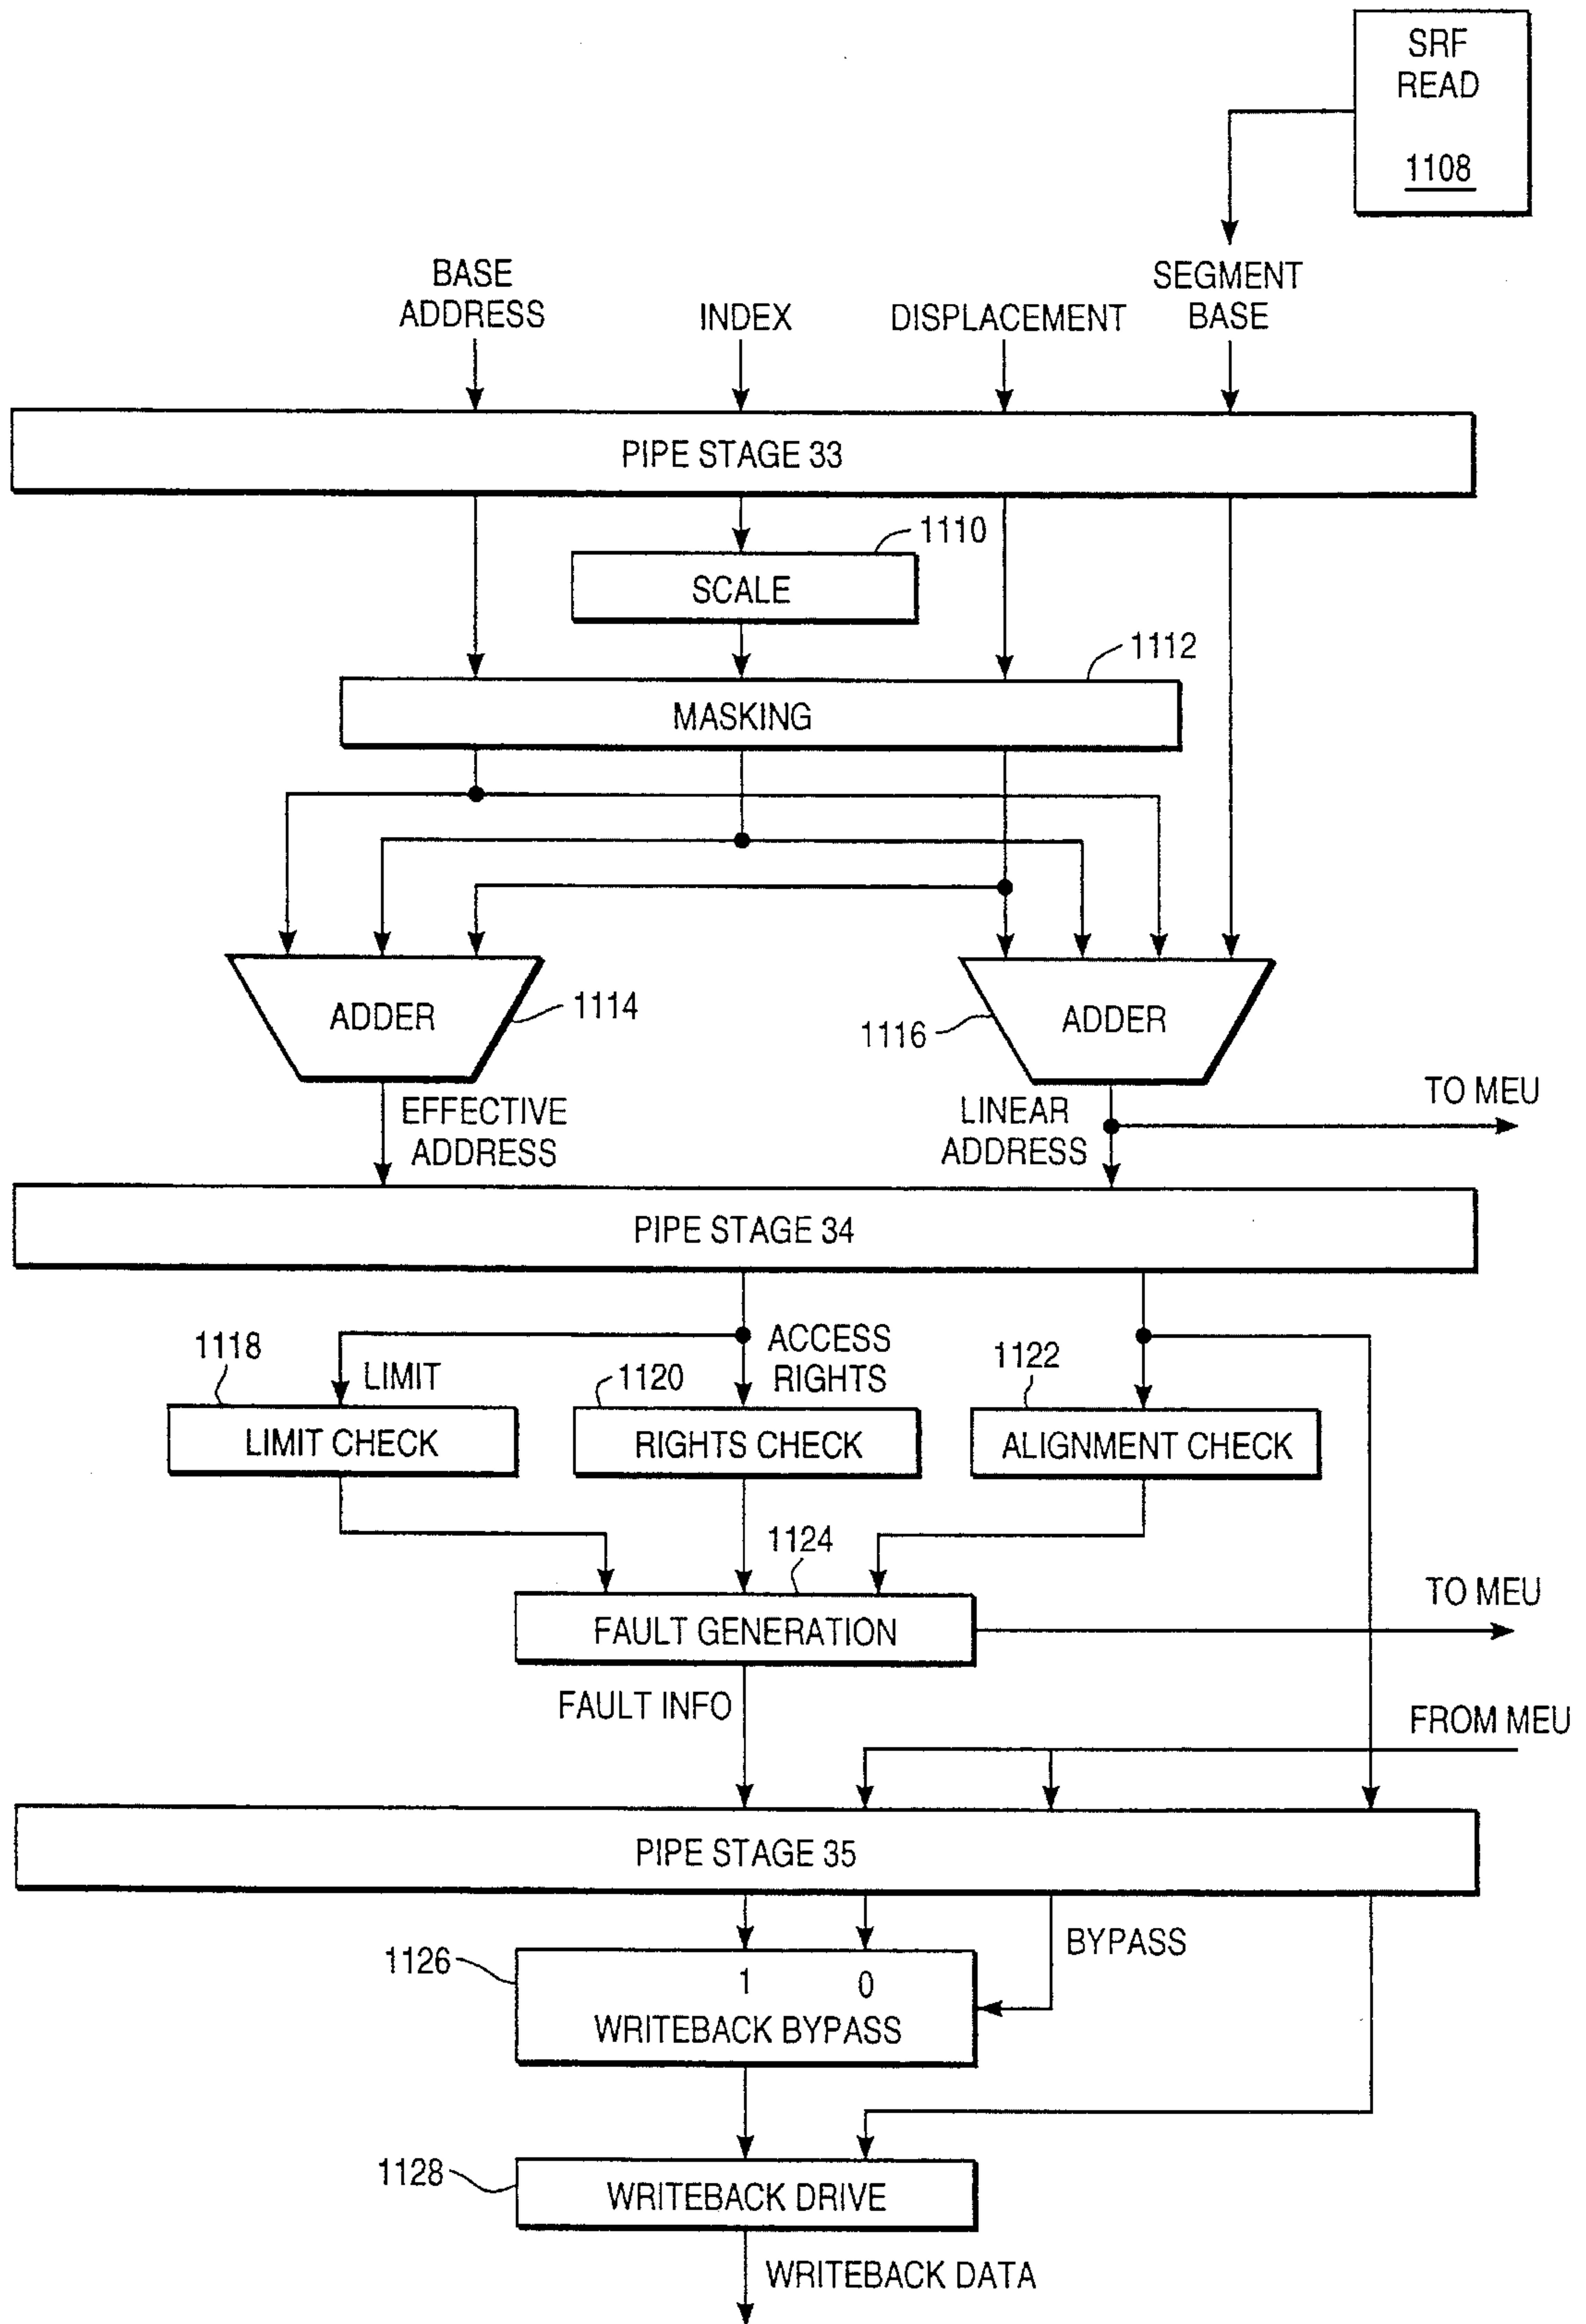 SRF
READ
1108
BASE
ADDRESS
INDEX
DISPLACEMENT
SEGMENT
BASE
PIPE STAGE 33
1110
SCALE
1112
MASKING
ADDER
1114
1116
ADDER
EFFECTIVE
ADDRESS
LINEAR
ADDRESS
TO MEU
PIPE STAGE 34
1118
LIMIT
ACCESS
RIGHTS
1120
1122
LIMIT CHECK
RIGHTS CHECK
ALIGNMENT CHECK
1124
FAULT GENERATION
TO MEU
FAULT INFO
FROM MEU
PIPE STAGE 35
BYPASS
1126
1 0
WRITEBACK BYPASS
1128
WRITEBACK DRIVE
WRITEBACK DATA